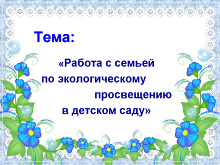 Тема:
«Работа с семьей
по экологическому
просвещению
в детском саду»